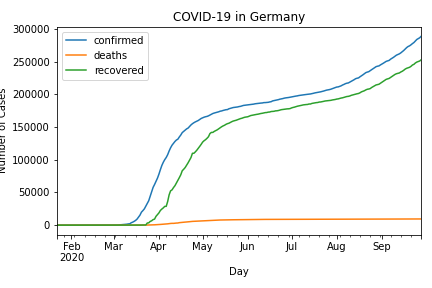 COVID-19 in Germany
300000
250000
200000
150000
100000
50000
0
confirmed
deaths
recovered
Number of Cases
Feb
2020
Mar
Apr
May
Jun
Jul
Aug
Sep
Day